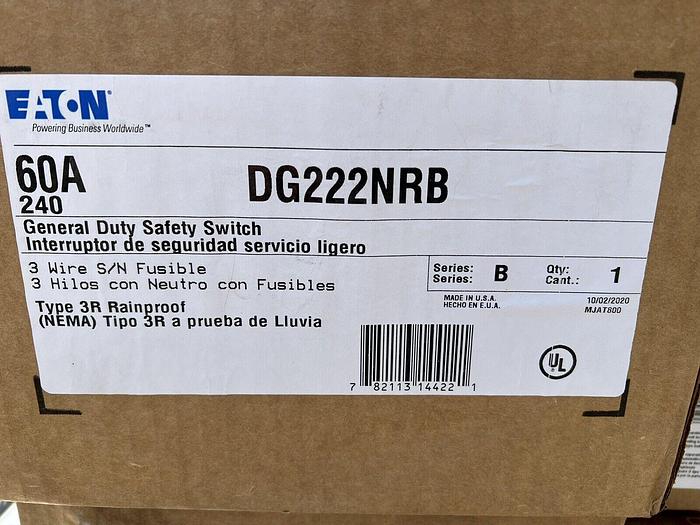 EATON
Powering Business Worldwide™
60A
240
DG222NRB
General Duty Safety Switch
Interruptor de seguridad servicio ligero
3 Wire S/N Fusible
3 Hilos con Neutro con Fusibles
Type 3R Rainproof
(NEMA) Tipo 3R a prueba de Lluvia
Series: B Qty: 1
Series: Cant.:
MADE IN U.S.A. 10/02/2020
HECHO EN E.U.A. MJAT800
UL
7 82113 14422 1